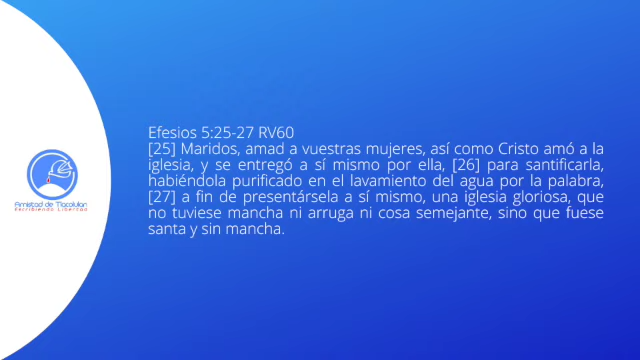 Efesios 5:25-27 RV60
[25] Maridos, amad a vuestras mujeres, así como Cristo amó a la
iglesia, y se entregó a sí mismo por ella, [26] para santificarla,
habiéndola purificado en el lavamiento del agua por la palabra,
[27] a fin de presentársela a sí mismo, una iglesia gloriosa, que
no tuviese mancha ni arruga ni cosa semejante, sino que fuese
santa y sin mancha.
Amistad de Tlacolulan
Escribiendo Libertad